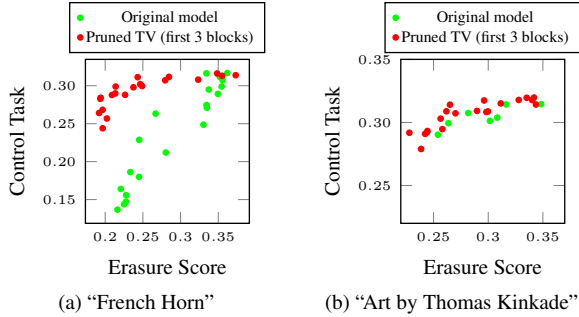 Original model
Pruned TV (first 3 blocks)
Control Task
0.30
0.25
0.20
0.15
0.2
0.25
0.3
0.35
Erasure Score
(a) “French Horn”
Original model
Pruned TV (first 3 blocks)
Control Task
0.35
0.30
0.25
0.25
0.3
0.35
Erasure Score
(b) “Art by Thomas Kinkade”